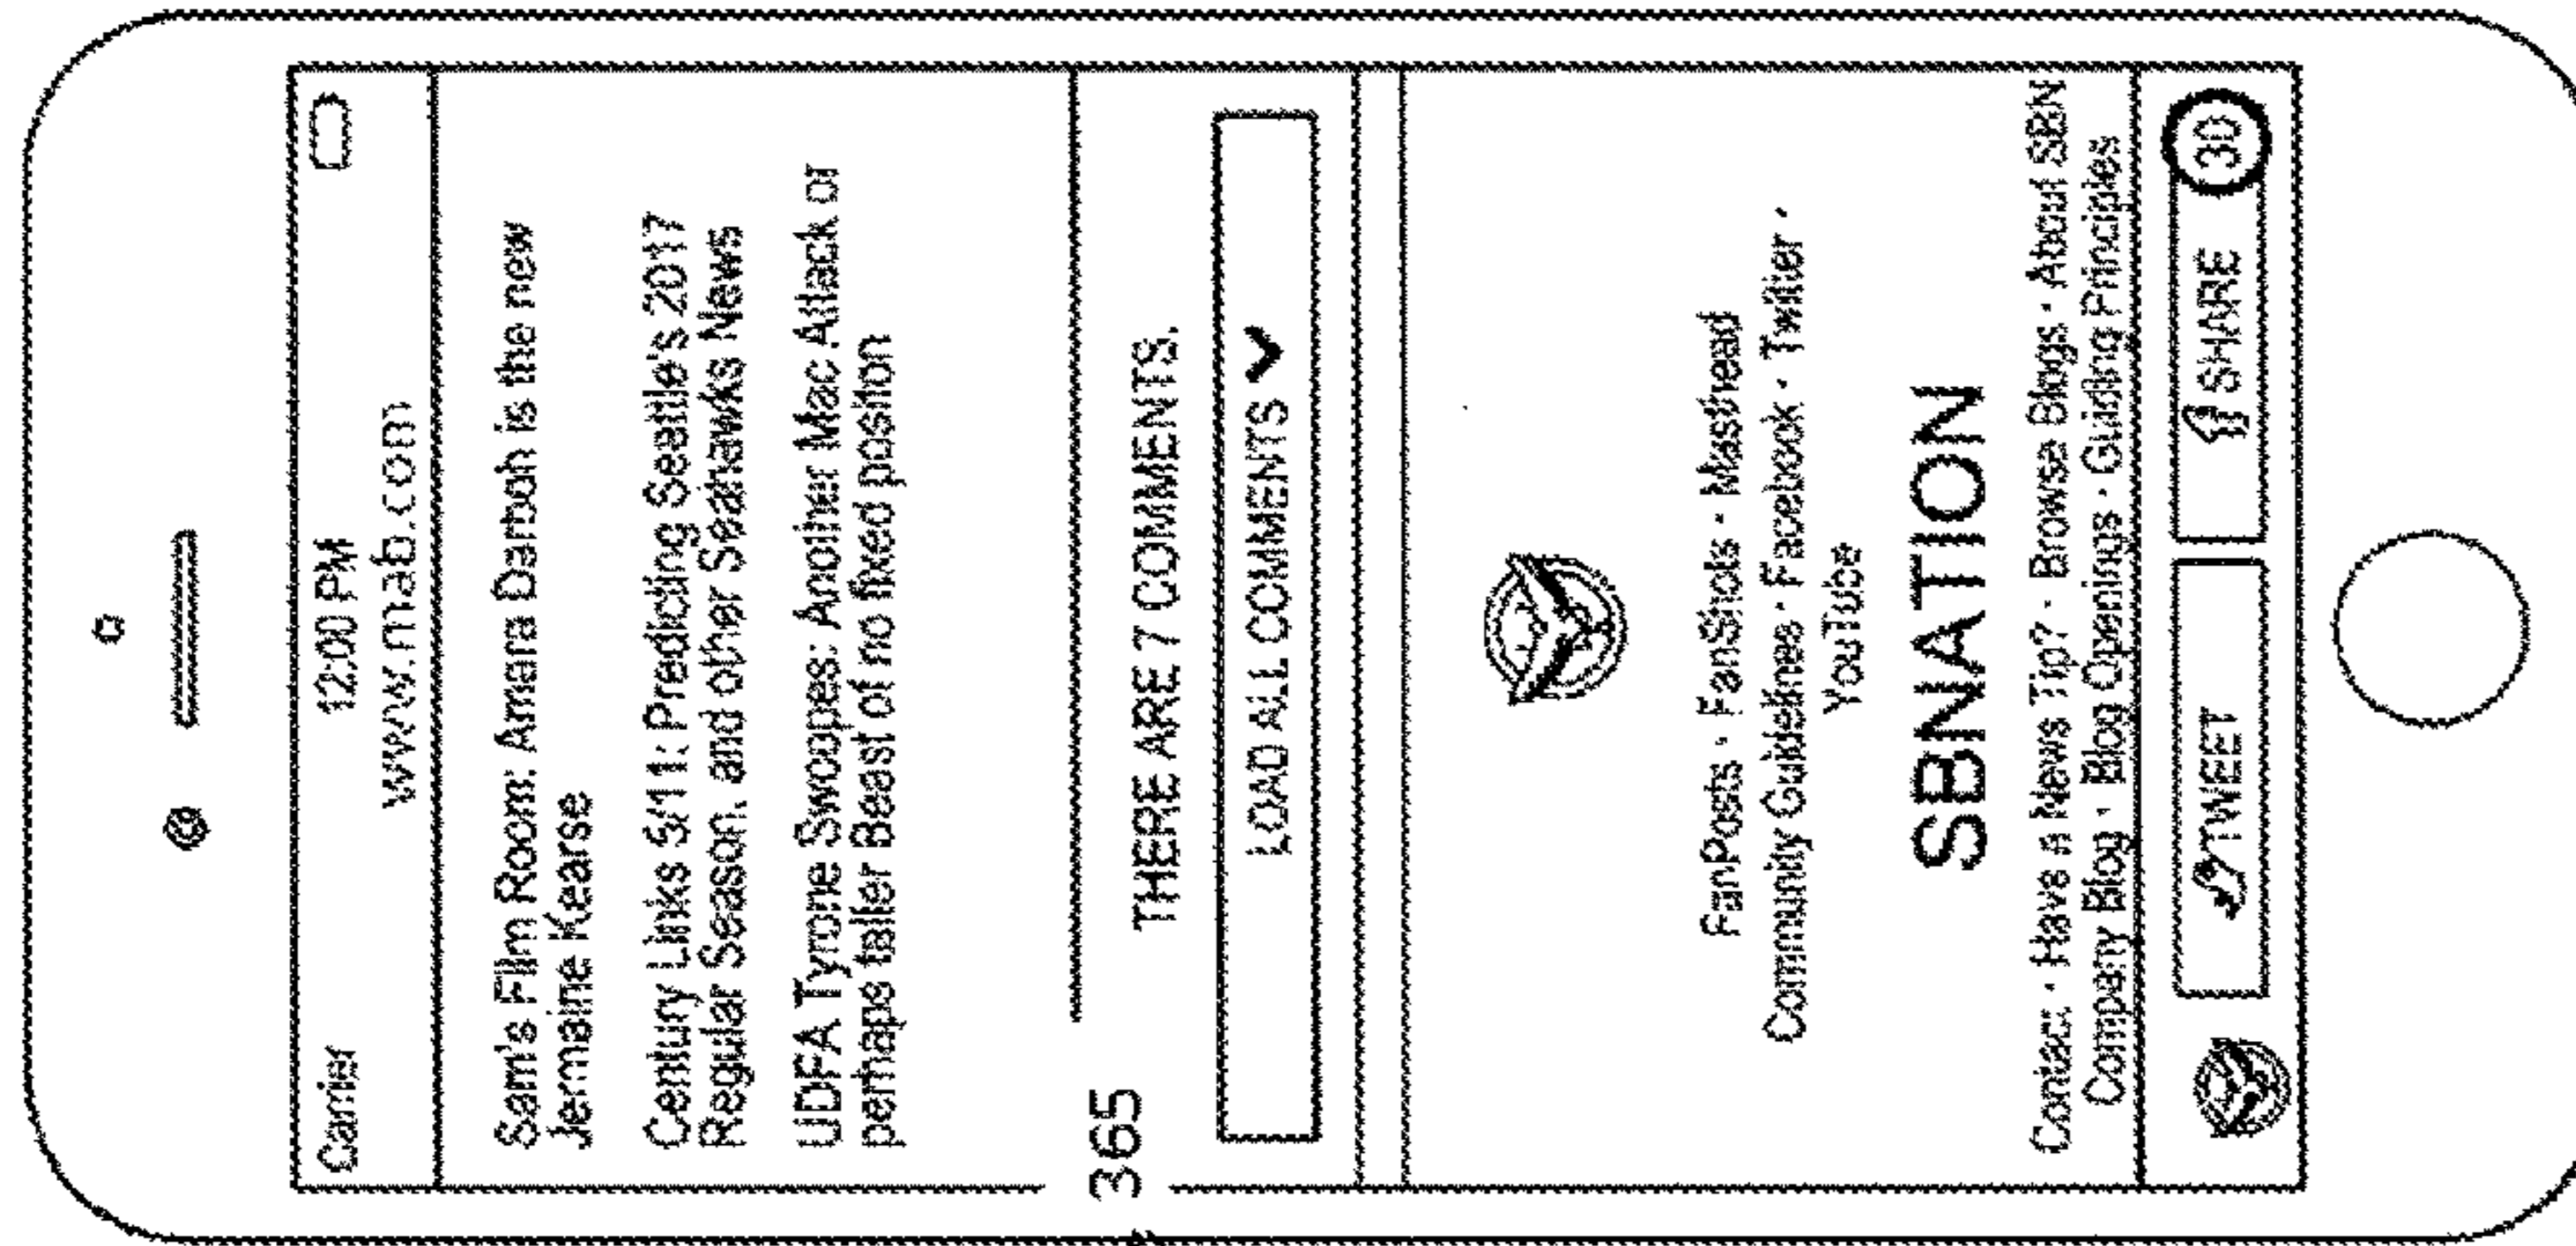 Carrier 12:00 PM
www.mab.com
Sam's Film Room: Amara Darboh is the new
Jermaine Kearse
Century Links 5/11: Predicting Seattle's 2017
Regular Season, and other Seahawks News
UDFA Tyrone Swoopes: Another Mac Attack or
perhaps taller Beast of no fixed position
365
THERE ARE 7 COMMENTS.
LOAD ALL COMMENTS
FanPosts · FanShots · Masthead
Community Guidelines · Facebook · Twitter ·
YouTube
SBNATION
Contact · Have a News Tip? · Browse Blogs · About SBN
Company Blog · Blog Openings · Guiding Principles
TWEET SHARE 30